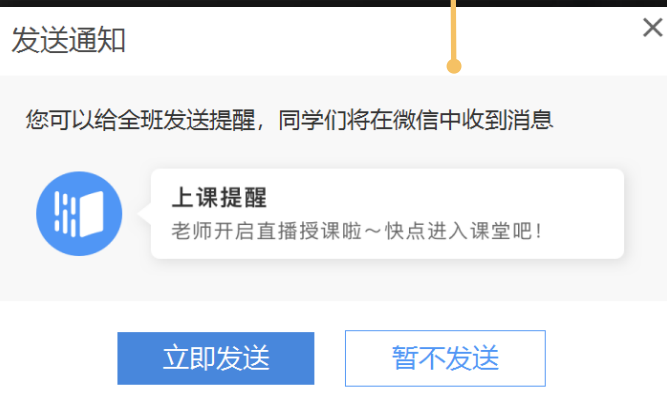 发送通知
您可以给全班发送提醒，同学们将在微信中收到消息
上课提醒
老师开启直播授课啦～快点进入课堂吧！
立即发送
暂不发送